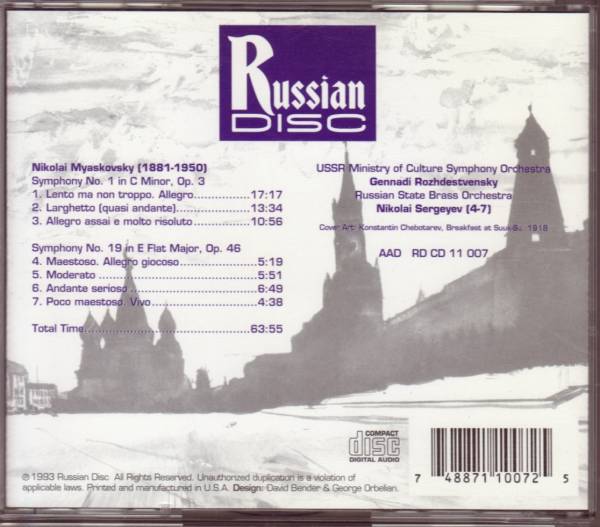 Russian
DISC
Nikolai Myaskovsky (1881-1950)
Symphony No. 1 in C Minor, Op. 3
1. Lento ma non troppo. Allegro 17:17
2. Larghetto (quasi andante) 13:34
3. Allegro assai e molto risoluto 10:56
Symphony No. 19 in E Flat Major, Op. 46
4. Maestoso. Allegro giocoso 5:19
5. Moderato 5:51
6. Andante serioso 6:49
7. Poco maestoso. Vivo 4:38
Total Time 63:55
USSR Ministry of Culture Symphony Orchestra
Gennadi Rozhdestvensky
Russian State Brass Orchestra
Nikolai Sergeyev (4-7)
Cover Art: Konstantin Chebotarev, Breakfast at Suuk-Su, 1918
AAD RD CD 11 007
COMPACT
disc
DIGITAL AUDIO
℗ 1993 Russian Disc All Rights Reserved. Unauthorized duplication is a violation of
applicable laws. Printed and manufactured in U.S.A. Design: David Bender & George Orbelian.
7 48871 10072 5